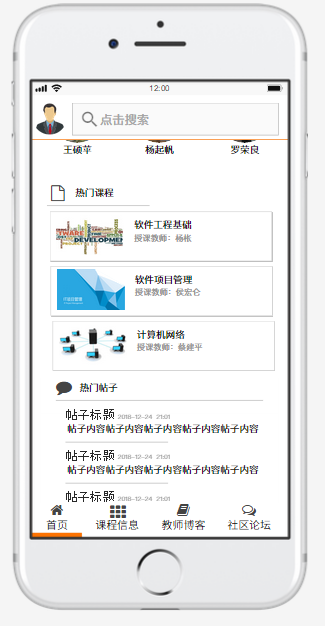 12:00
点击搜索
王硕苹 杨起帆 罗荣良
热门课程
TWARE
DEVELOPMENT
软件工程基础
授课教师：杨枨
软件项目管理
授课教师：侯宏仑
计算机网络
授课教师：蔡建平
热门帖子
帖子标题 2018-12-24 21:01
帖子内容帖子内容帖子内容帖子内容帖子内容
帖子标题 2018-12-24 21:01
帖子内容帖子内容帖子内容帖子内容帖子内容
帖子标题 2018-12-24 21:01
首页 课程信息 教师博客 社区论坛